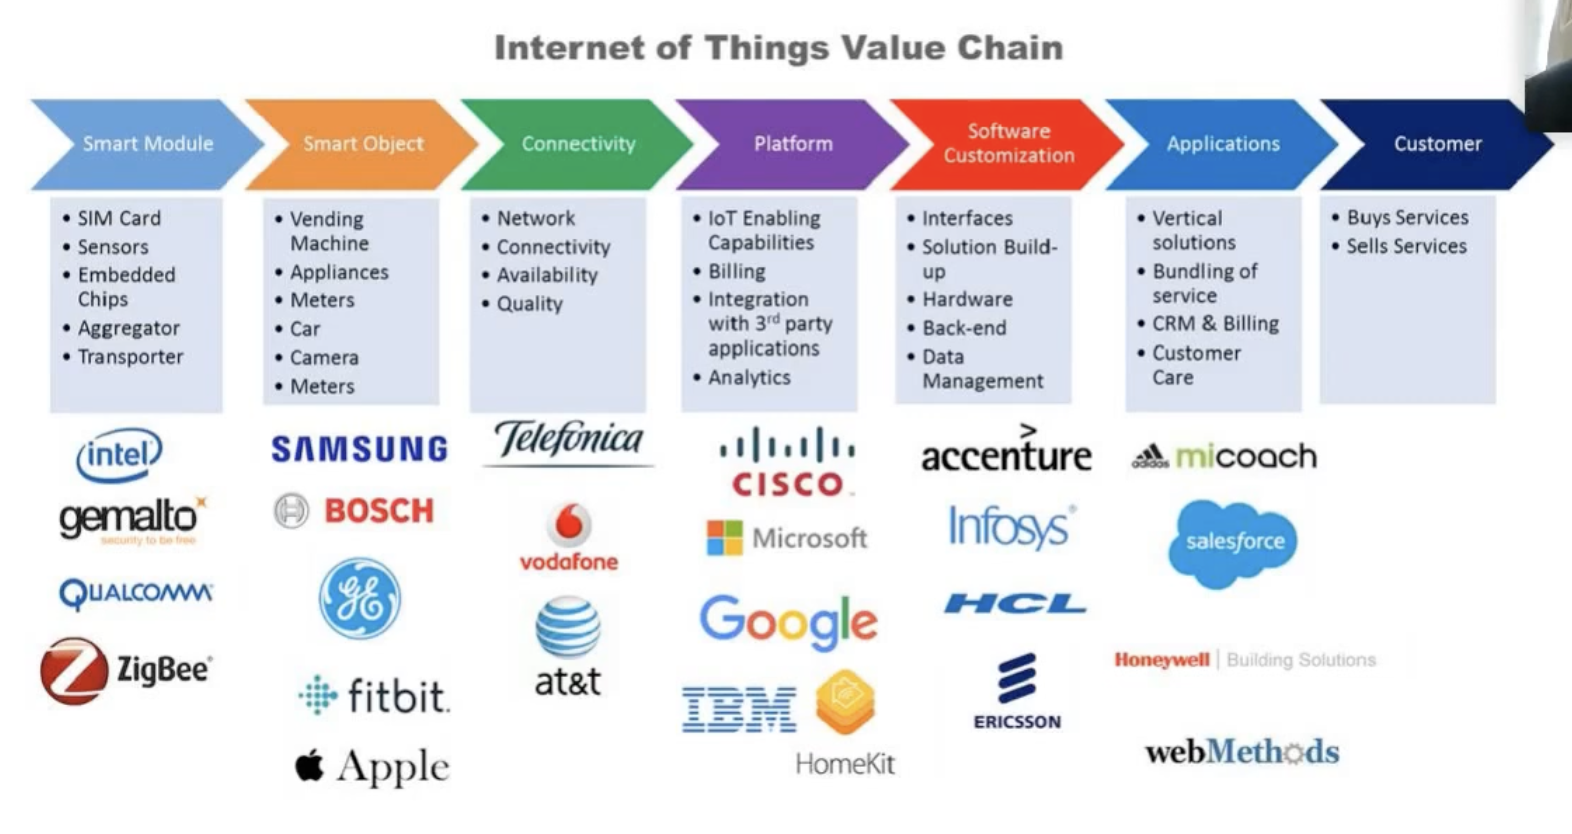 Internet of Things Value Chain
Smart Module
Smart Object
Connectivity
Platform
Software
Customization
Applications
Customer
• SIM Card
• Sensors
• Embedded
Chips
• Aggregator
• Transporter
• Vending
Machine
• Appliances
• Meters
• Car
• Camera
• Meters
• Network
• Connectivity
• Availability
• Quality
• IoT Enabling
Capabilities
• Billing
• Integration
with 3rd party
applications
• Analytics
• Interfaces
• Solution Build-
up
• Hardware
• Back-end
• Data
Management
• Vertical
solutions
• Bundling of
service
• CRM & Billing
• Customer
Care
• Buys Services
• Sells Services
intel
gemalto
security to be free
QUALCOMM
ZigBee
SAMSUNG
BOSCH
GE
fitbit.
Apple
Telefónica
vodafone
at&t
CISCO
Microsoft
Google
IBM
HomeKit
accenture
Infosys
HCL
ERICSSON
adidas micoach
salesforce
Honeywell | Building Solutions
webMethods